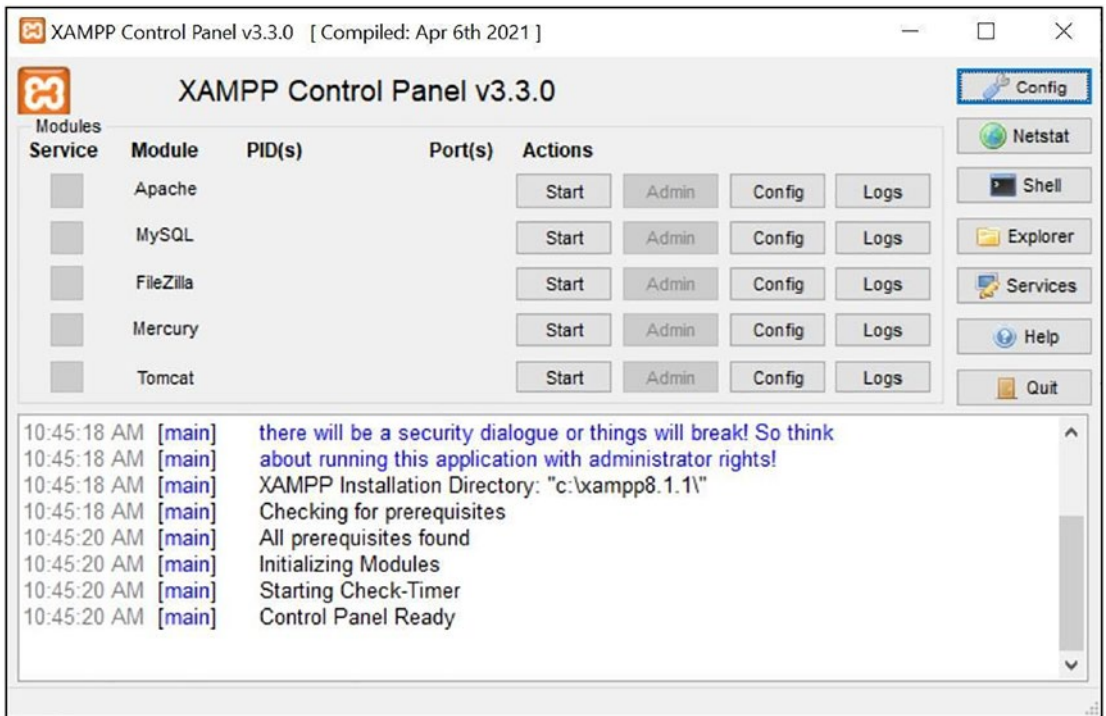 XAMPP Control Panel v3.3.0 [ Compiled: Apr 6th 2021 ]
XAMPP Control Panel v3.3.0
Config
Netstat
Shell
Explorer
Services
Help
Quit
Modules
Service Module PID(s) Port(s) Actions
Apache Start Admin Config Logs
MySQL Start Admin Config Logs
FileZilla Start Admin Config Logs
Mercury Start Admin Config Logs
Tomcat Start Admin Config Logs
10:45:18 AM [main] there will be a security dialogue or things will break! So think
10:45:18 AM [main] about running this application with administrator rights!
10:45:18 AM [main] XAMPP Installation Directory: "c:\xampp8.1.1\"
10:45:18 AM [main] Checking for prerequisites
10:45:20 AM [main] All prerequisites found
10:45:20 AM [main] Initializing Modules
10:45:20 AM [main] Starting Check-Timer
10:45:20 AM [main] Control Panel Ready